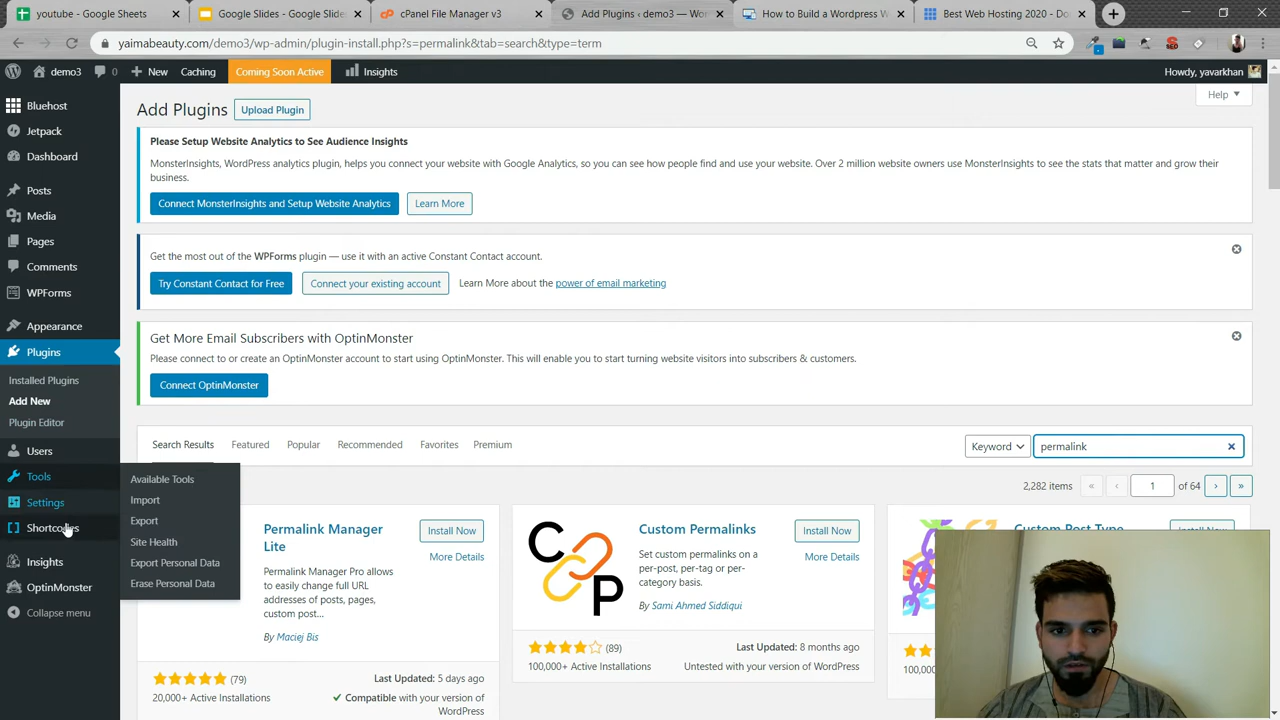 youtube - Google Sheets
Google Slides - Google Slides
cPanel File Manager v3
Add Plugins ‹ demo3 — Wo
How to Build a Wordpress W
Best Web Hosting 2020 - Do
yaimabeauty.com/demo3/wp-admin/plugin-install.php?s=permalink&tab=search&type=term
demo3
0
New
Caching
Coming Soon Active
Insights
Howdy, yavarkhan
Bluehost
Jetpack
Dashboard
Posts
Media
Pages
Comments
WPForms
Appearance
Plugins
Installed Plugins
Add New
Plugin Editor
Users
Tools
Settings
Shortcodes
Insights
OptinMonster
Collapse menu
Available Tools
Import
Export
Site Health
Export Personal Data
Erase Personal Data
Add Plugins
Upload Plugin
Help
Please Setup Website Analytics to See Audience Insights
MonsterInsights, WordPress analytics plugin, helps you connect your website with Google Analytics, so you can see how people find and use your website. Over 2 million website owners use MonsterInsights to see the stats that matter and grow their
business.
Connect MonsterInsights and Setup Website Analytics
Learn More
Get the most out of the WPForms plugin — use it with an active Constant Contact account.
Try Constant Contact for Free
Connect your existing account
Learn More about the power of email marketing
Get More Email Subscribers with OptinMonster
Please connect to or create an OptinMonster account to start using OptinMonster. This will enable you to start turning website visitors into subscribers & customers.
Connect OptinMonster
Search Results
Featured
Popular
Recommended
Favorites
Premium
Keyword
permalink
2,282 items
«
‹
1
of 64
›
»
Permalink Manager
Lite
Install Now
More Details
Permalink Manager Pro allows
to easily change full URL
addresses of posts, pages,
custom post...
By Maciej Bis
(79)
20,000+ Active Installations
Last Updated: 5 days ago
Compatible with your version of
WordPress
C
P
Custom Permalinks
Install Now
More Details
Set custom permalinks on a
per-post, per-tag or per-
category basis.
By Sami Ahmed Siddiqui
(89)
100,000+ Active Installations
Last Updated: 8 months ago
Untested with your version of WordPress
Custom Post Type
Install Now
100,000